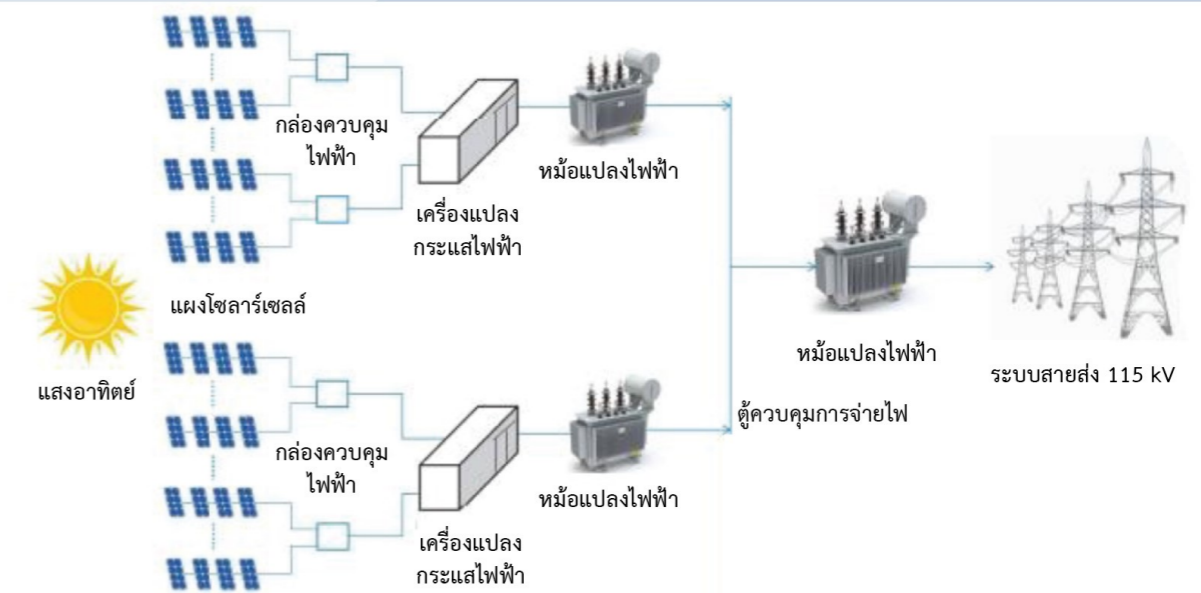 กล่องควบคุม
ไฟฟ้า
หม้อแปลงไฟฟ้า
เครื่องแปลง
กระแสไฟฟ้า
แผงโซลาร์เซลล์
แสงอาทิตย์
หม้อแปลงไฟฟ้า
ระบบสายส่ง 115 kV
ตู้ควบคุมการจ่ายไฟ
กล่องควบคุม
ไฟฟ้า
หม้อแปลงไฟฟ้า
เครื่องแปลง
กระแสไฟฟ้า